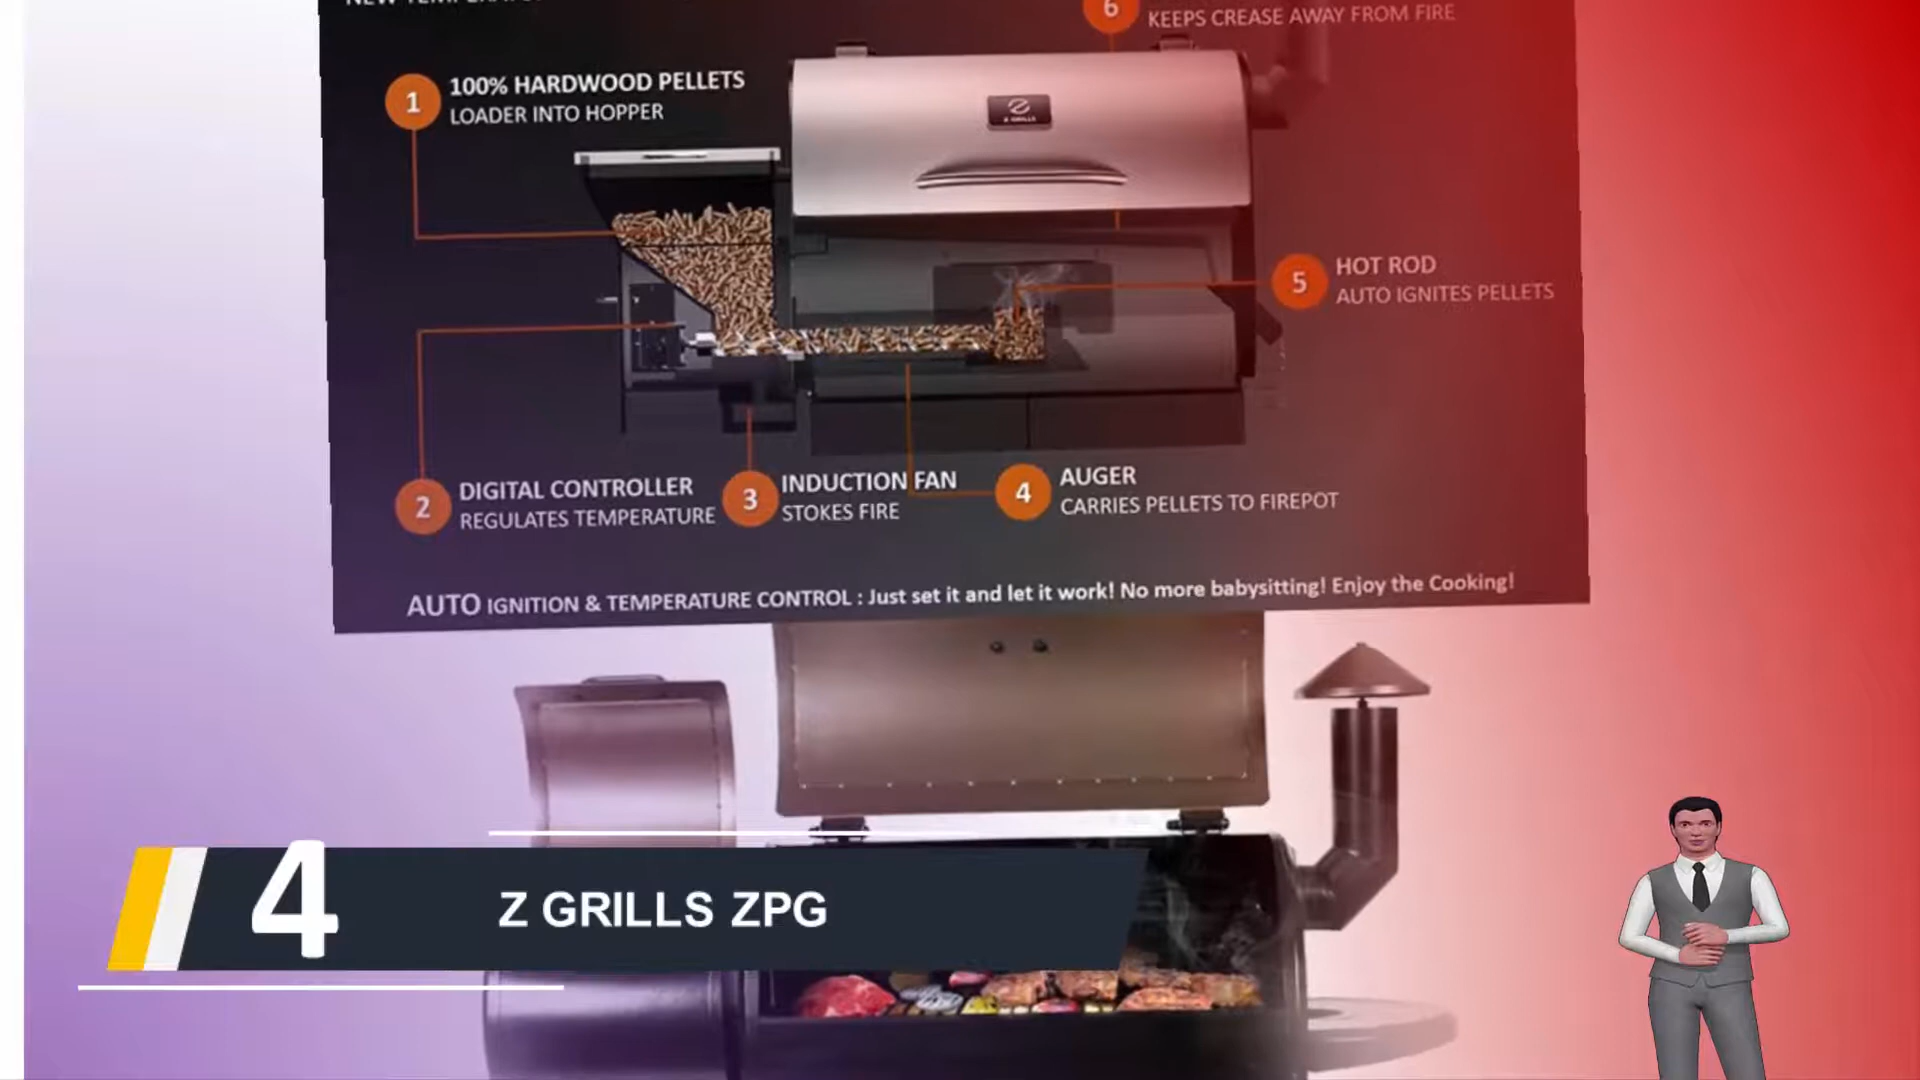 6
KEEPS CREASE AWAY FROM FIRE
1
100% HARDWOOD PELLETS
LOADER INTO HOPPER
Z GRILLS
5
HOT ROD
AUTO IGNITES PELLETS
2
DIGITAL CONTROLLER
REGULATES TEMPERATURE
3
INDUCTION FAN
STOKES FIRE
4
AUGER
CARRIES PELLETS TO FIREPOT
AUTO IGNITION & TEMPERATURE CONTROL : Just set it and let it work! No more babysitting! Enjoy the Cooking!
4
Z GRILLS ZPG